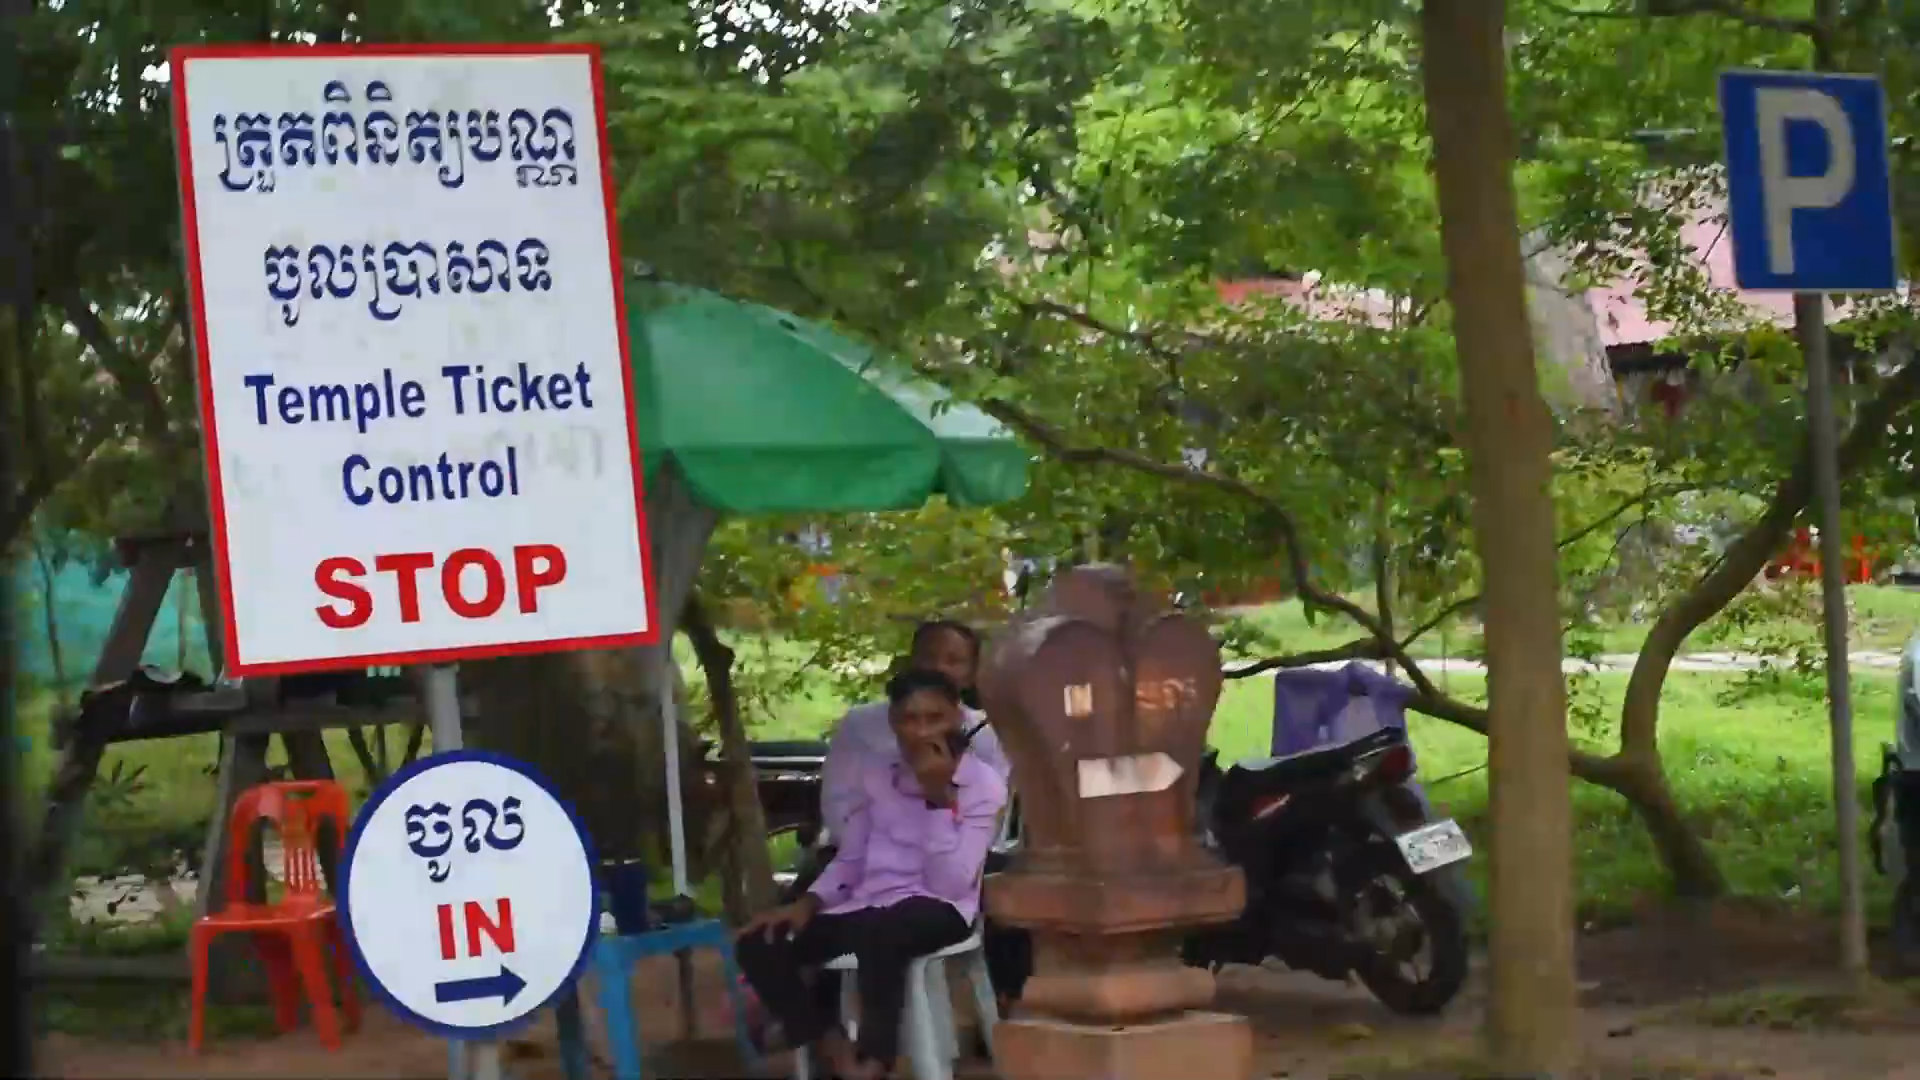 ត្រួតពិនិត្យបណ្ណ
ចូលប្រាសាទ
Temple Ticket
Control
STOP
ចូល
IN
P
IN